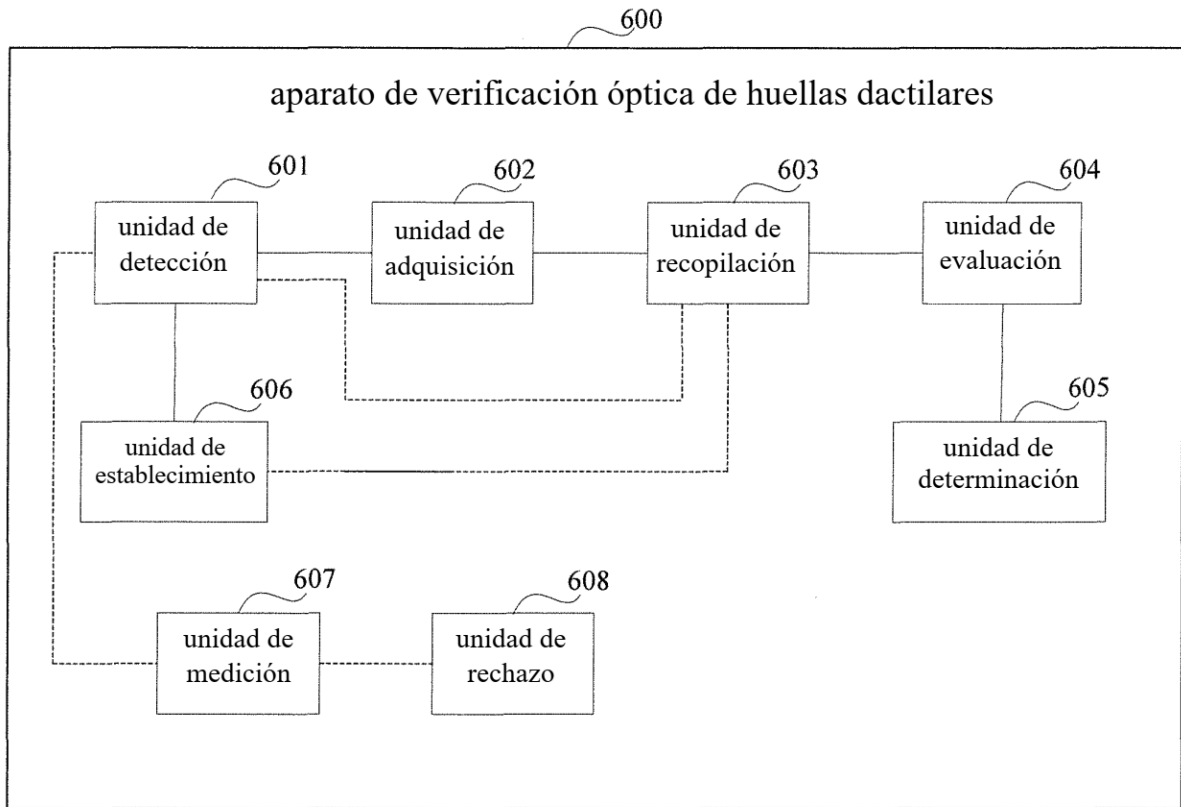 600
aparato de verificación óptica de huellas dactilares
601
unidad de
detección
602
unidad de
adquisición
603
unidad de
recopilación
604
unidad de
evaluación
606
unidad de
establecimiento
605
unidad de
determinación
607
unidad de
medición
608
unidad de
rechazo